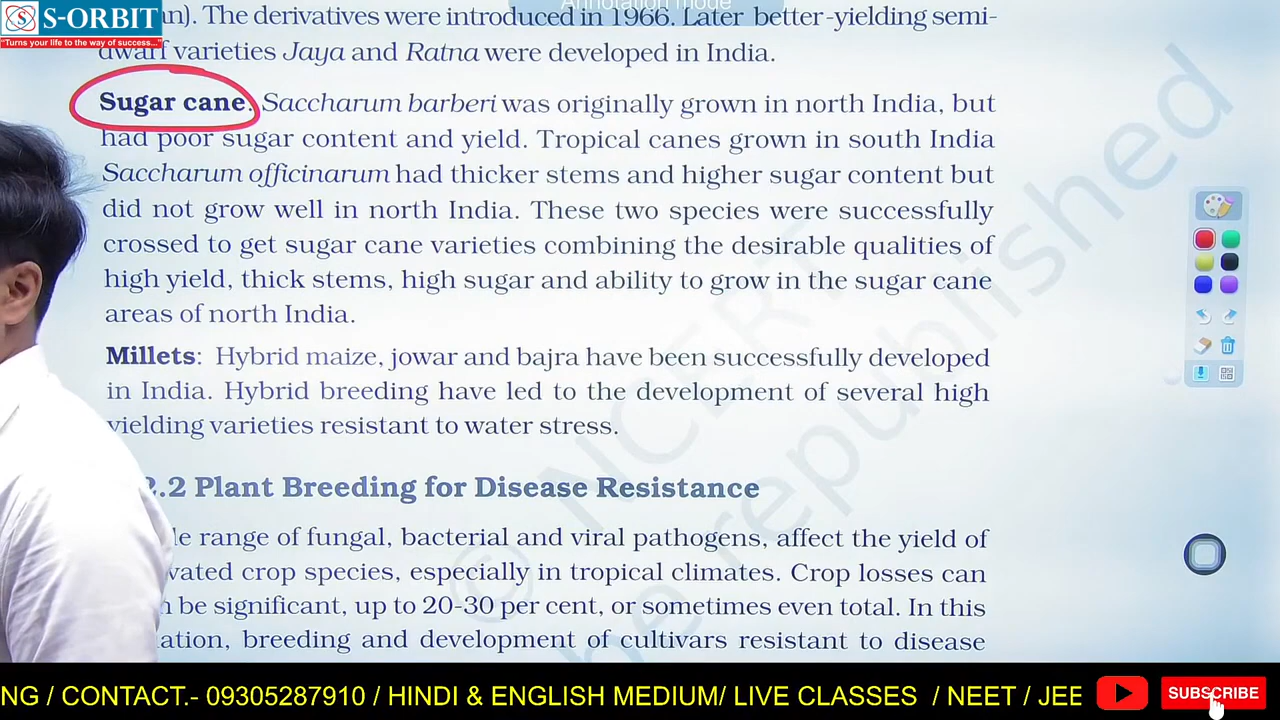 S-ORBIT
"Turns your life to the way of success..."
Annotation mode
The derivatives were introduced in 1966. Later better-yielding semi-
dwarf varieties Jaya and Ratna were developed in India.
Sugar cane: Saccharum barberi was originally grown in north India, but
had poor sugar content and yield. Tropical canes grown in south India
Saccharum officinarum had thicker stems and higher sugar content but
did not grow well in north India. These two species were successfully
crossed to get sugar cane varieties combining the desirable qualities of
high yield, thick stems, high sugar and ability to grow in the sugar cane
areas of north India.
Millets: Hybrid maize, jowar and bajra have been successfully developed
in India. Hybrid breeding have led to the development of several high
yielding varieties resistant to water stress.
.2 Plant Breeding for Disease Resistance
range of fungal, bacterial and viral pathogens, affect the yield of
crop species, especially in tropical climates. Crop losses can
be significant, up to 20-30 per cent, or sometimes even total. In this
breeding and development of cultivars resistant to disease
© NCERT
be republished
NG / CONTACT.- 09305287910 / HINDI & ENGLISH MEDIUM/ LIVE CLASSES / NEET / JEE
SUBSCRIBE